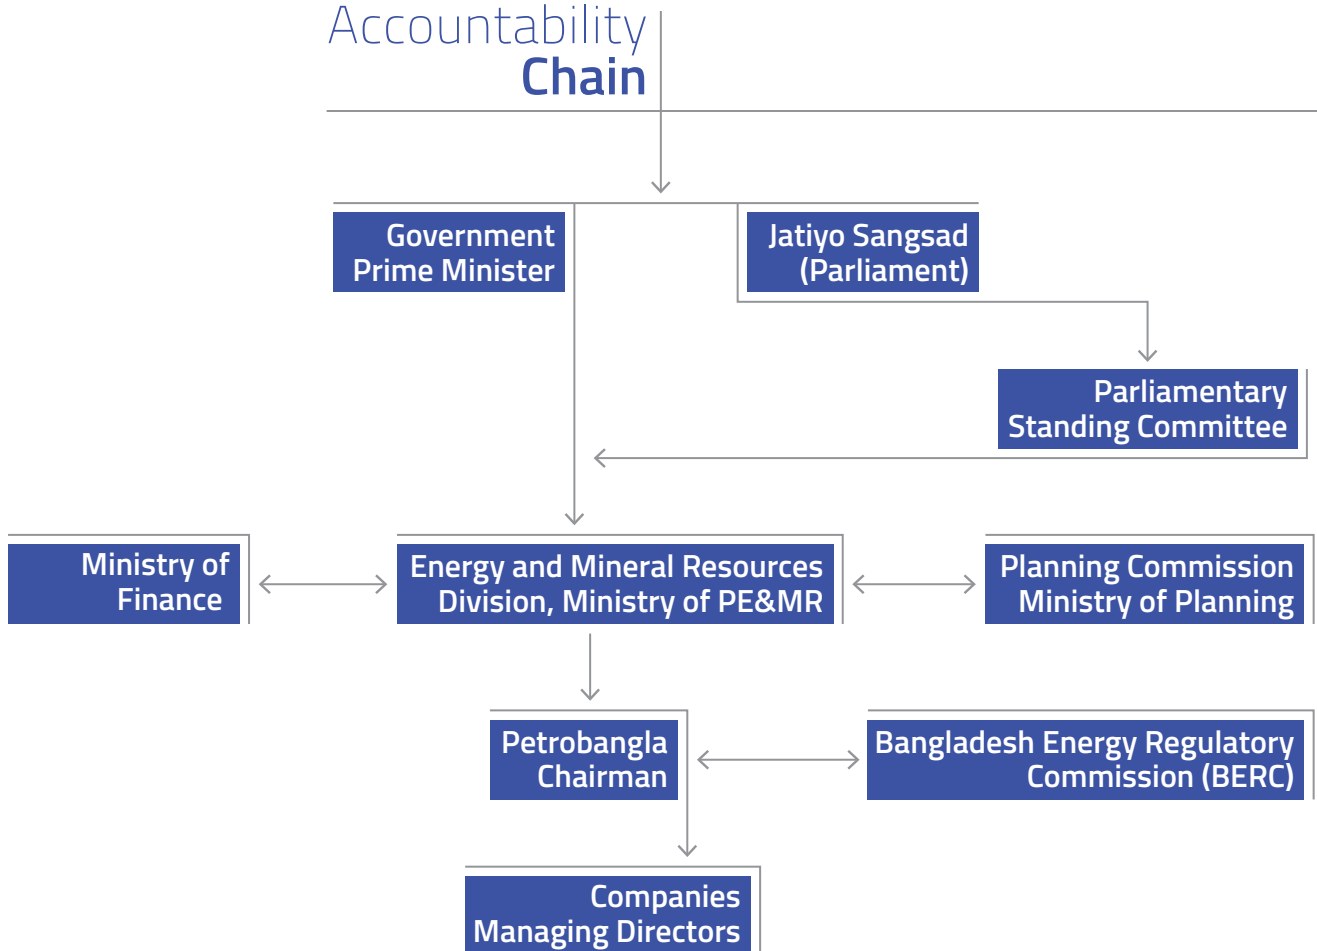 Accountability
Chain
Government
Prime Minister
Jatiyo Sangsad
(Parliament)
Parliamentary
Standing Committee
Ministry of
Finance
Energy and Mineral Resources
Division, Ministry of PE&MR
Planning Commission
Ministry of Planning
Petrobangla
Chairman
Bangladesh Energy Regulatory
Commission (BERC)
Companies
Managing Directors